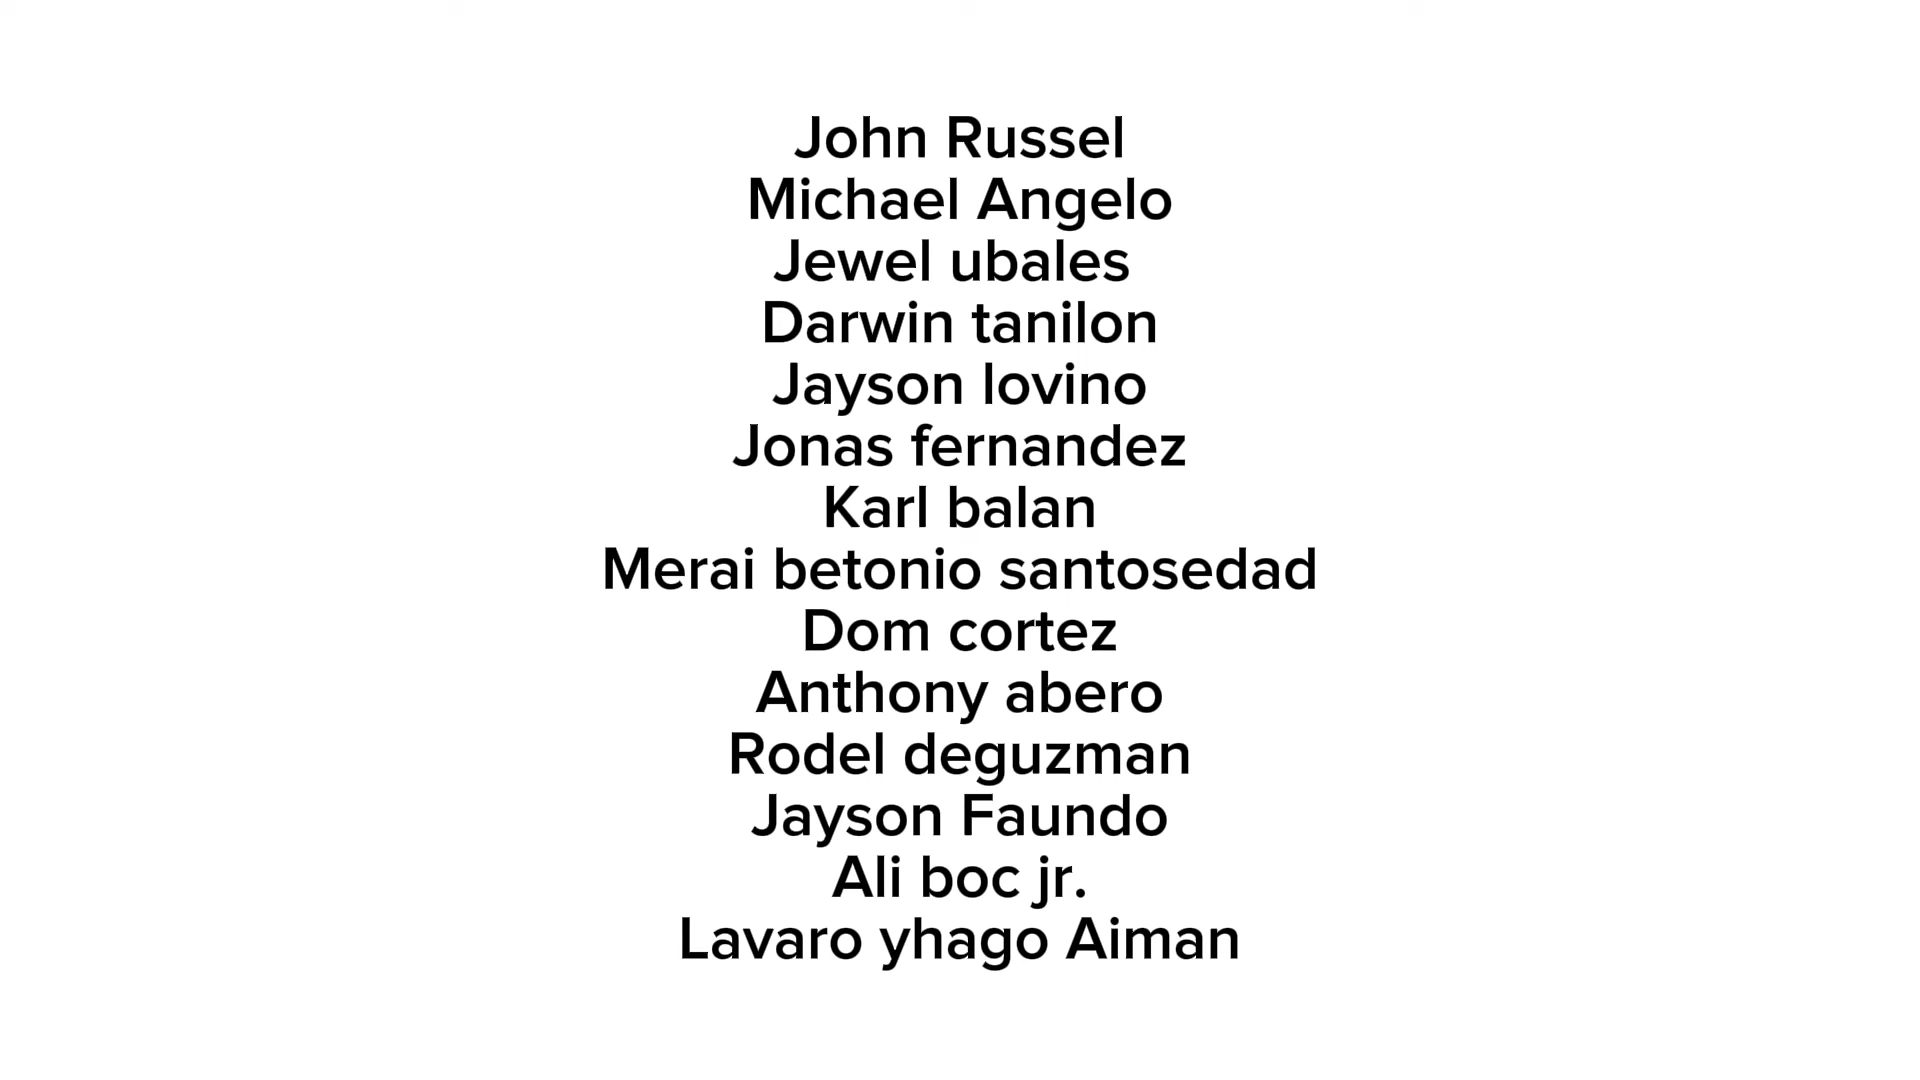 John Russel
Michael Angelo
Jewel ubales
Darwin tanilon
Jayson lovino
Jonas fernandez
Karl balan
Merai betonio santosedad
Dom cortez
Anthony abero
Rodel deguzman
Jayson Faundo
Ali boc jr.
Lavaro yhago Aiman